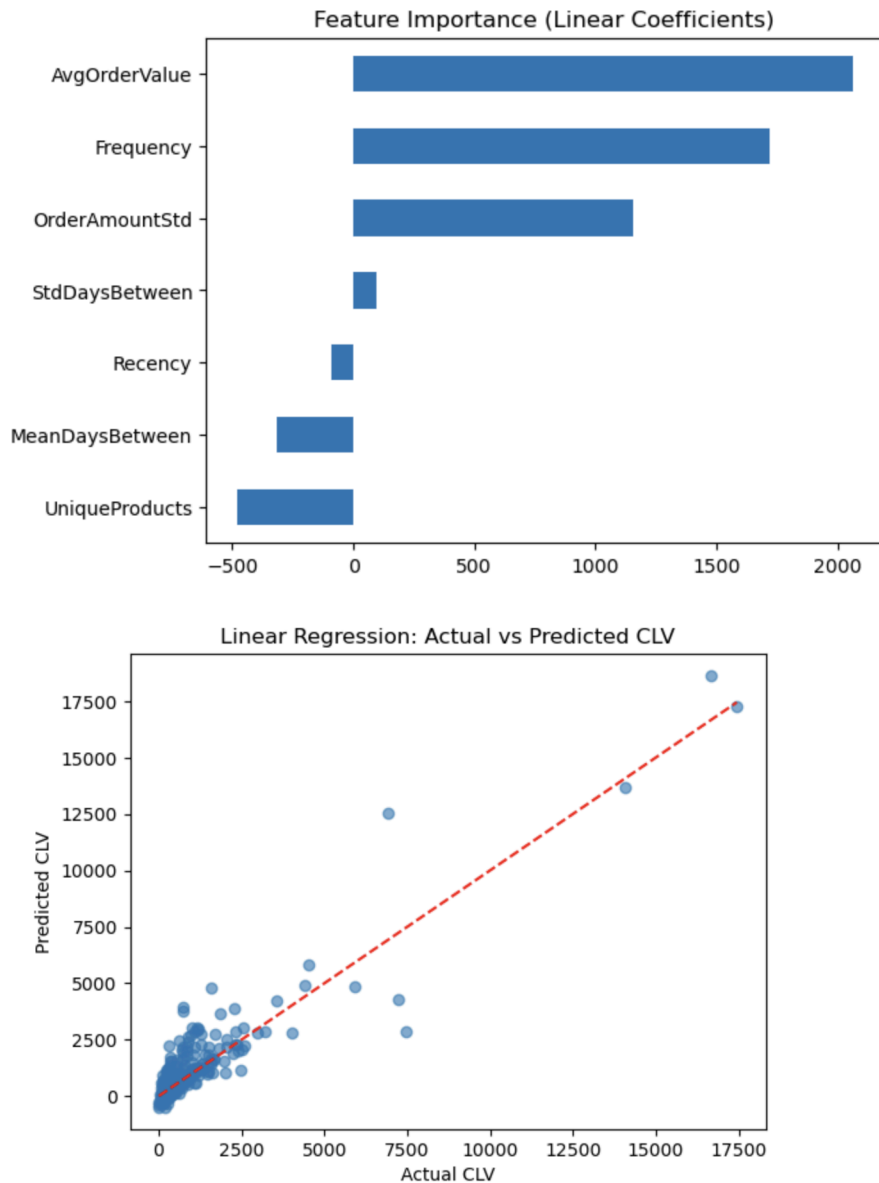 Feature Importance (Linear Coefficients)
AvgOrderValue
Frequency
OrderAmountStd
StdDaysBetween
Recency
MeanDaysBetween
UniqueProducts
−500 0 500 1000 1500 2000
Linear Regression: Actual vs Predicted CLV
17500
15000
12500
10000
7500
5000
2500
0
Predicted CLV
0 2500 5000 7500 10000 12500 15000 17500
Actual CLV